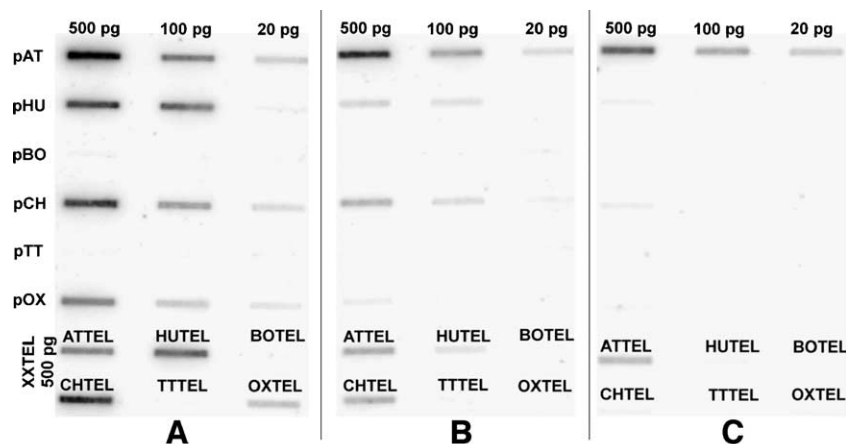 500 pg 100 pg 20 pg 500 pg 100 pg 20 pg 500 pg 100 pg 20 pg
pAT
pHU
pBO
pCH
pTT
pOX
XXTEL
500 pg
ATTEL HUTEL BOTEL ATTEL HUTEL BOTEL ATTEL HUTEL BOTEL
CHTEL TTTEL OXTEL CHTEL TTTEL OXTEL CHTEL TTTEL OXTEL
A B C